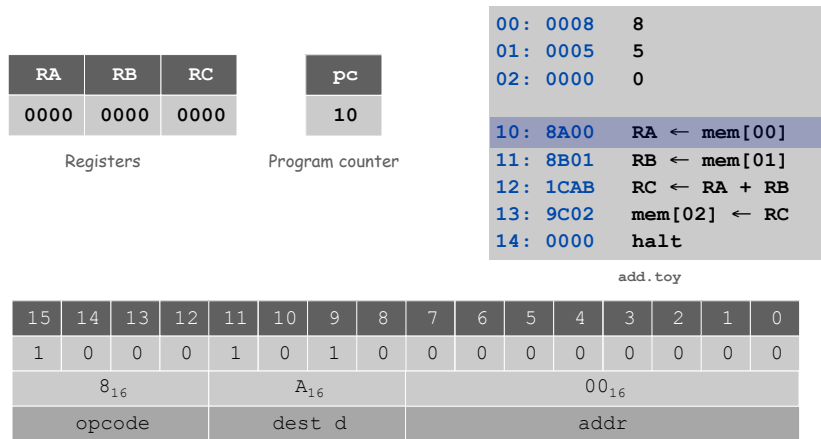 RA RB RC
0000 0000 0000
Registers
pc
10
Program counter
00: 0008 8
01: 0005 5
02: 0000 0
10: 8A00 RA ← mem[00]
11: 8B01 RB ← mem[01]
12: 1CAB RC ← RA + RB
13: 9C02 mem[02] ← RC
14: 0000 halt
add.toy
15 14 13 12 11 10 9 8 7 6 5 4 3 2 1 0
1 0 0 0 1 0 1 0 0 0 0 0 0 0 0 0
8₁₆ A₁₆ 00₁₆
opcode dest d addr